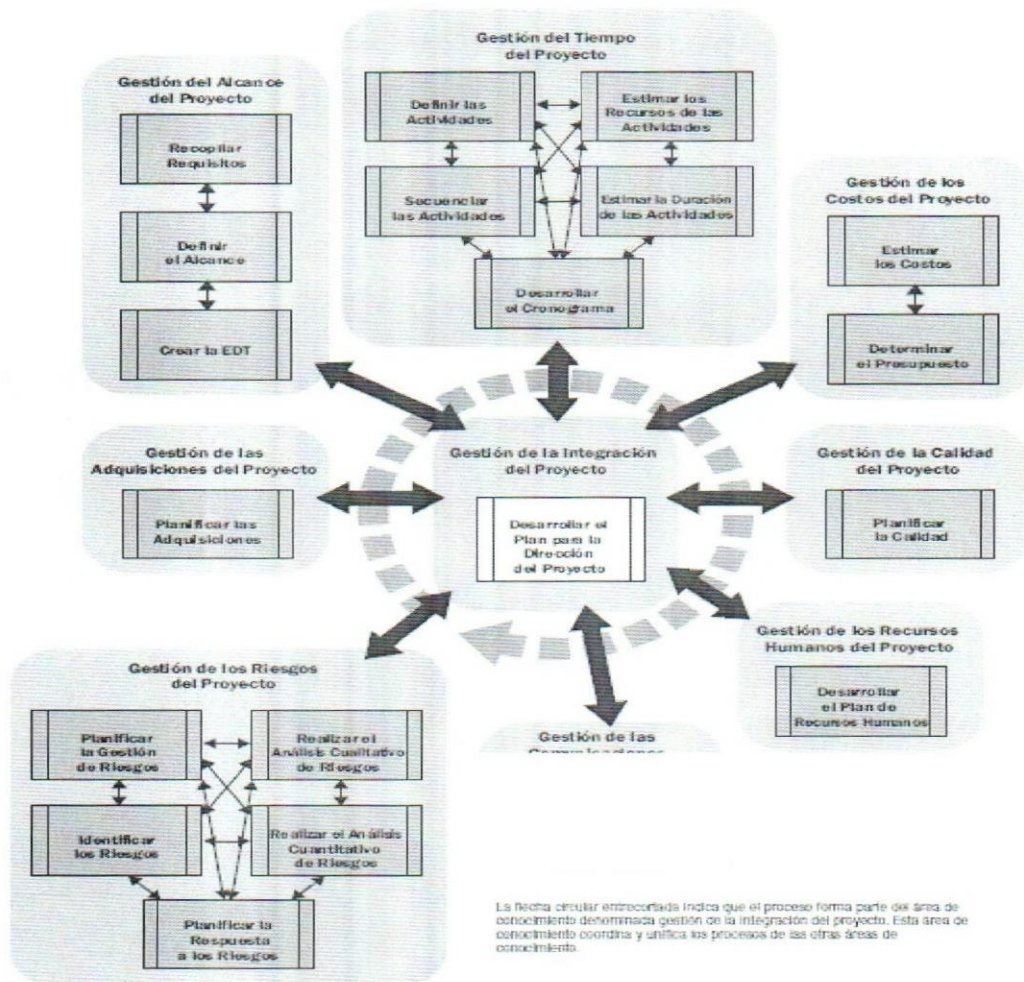 Gestión del Tiempo
del Proyecto
Definir las
Actividades
Estimar los
Recursos de las
Actividades
Secuenciar
las Actividades
Estimar la Duración
de las Actividades
Desarrollar
el Cronograma
Gestión del Alcance
del Proyecto
Recopilar
Requisitos
Definir
el Alcance
Crear la EDT
Gestión de los
Costos del Proyecto
Estimar
los Costos
Determinar
el Presupuesto
Gestión de las
Adquisiciones del Proyecto
Planificar las
Adquisiciones
Gestión de la Integración
del Proyecto
Desarrollar el
Plan para la
Dirección
del Proyecto
Gestión de la Calidad
del Proyecto
Planificar
la Calidad
Gestión de los Recursos
Humanos del Proyecto
Desarrollar
el Plan de
Recursos Humanos
Gestión de los Riesgos
del Proyecto
Planificar
la Gestión
de Riesgos
Realizar el
Análisis Cualitativo
de Riesgos
Identificar
los Riesgos
Realizar el Análisis
Cuantitativo
de Riesgos
Planificar la
Respuesta
a los Riesgos
Gestión de las
La flecha circular entrecortada indica que el proceso forma parte del área de
conocimiento denominada gestión de la integración del proyecto. Esta área de
conocimiento coordina y unifica los procesos de las otras áreas de
conocimiento.